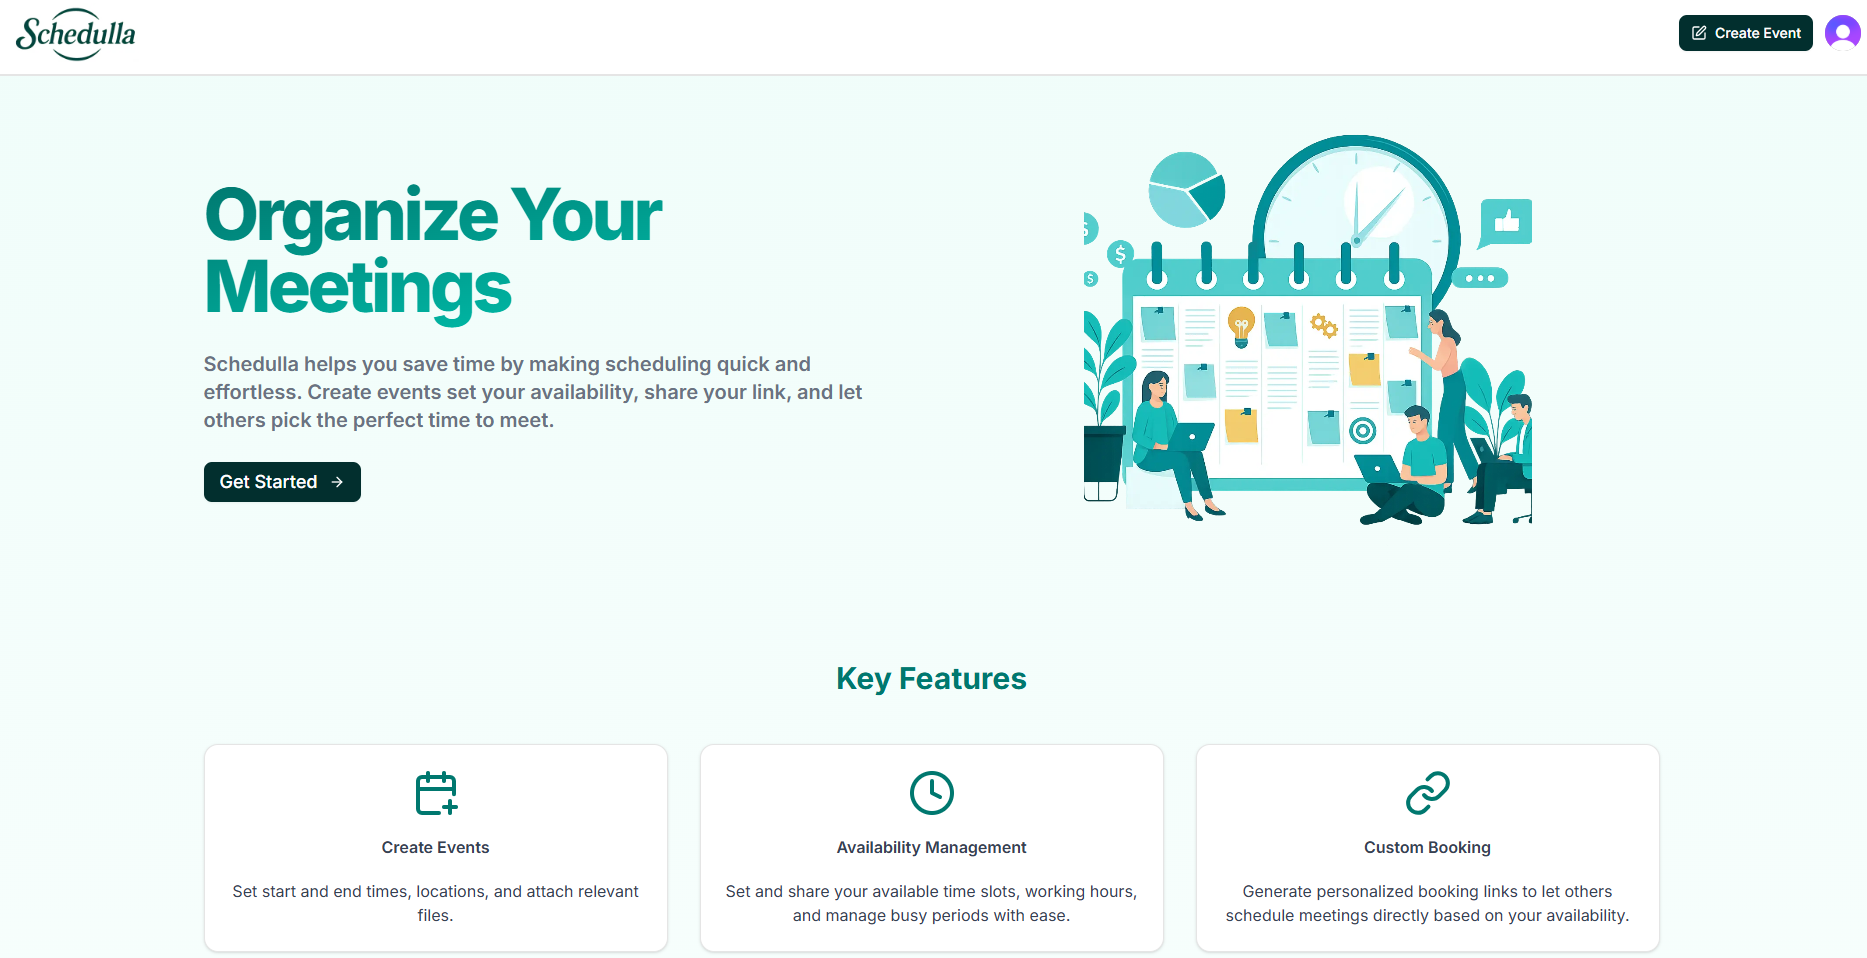 Schedulla
Create Event
Organize Your
Meetings
Schedulla helps you save time by making scheduling quick and
effortless. Create events set your availability, share your link, and let
others pick the perfect time to meet.
Get Started
$
$
$
Key Features
Create Events
Set start and end times, locations, and attach relevant
files.
Availability Management
Set and share your available time slots, working hours,
and manage busy periods with ease.
Custom Booking
Generate personalized booking links to let others
schedule meetings directly based on your availability.